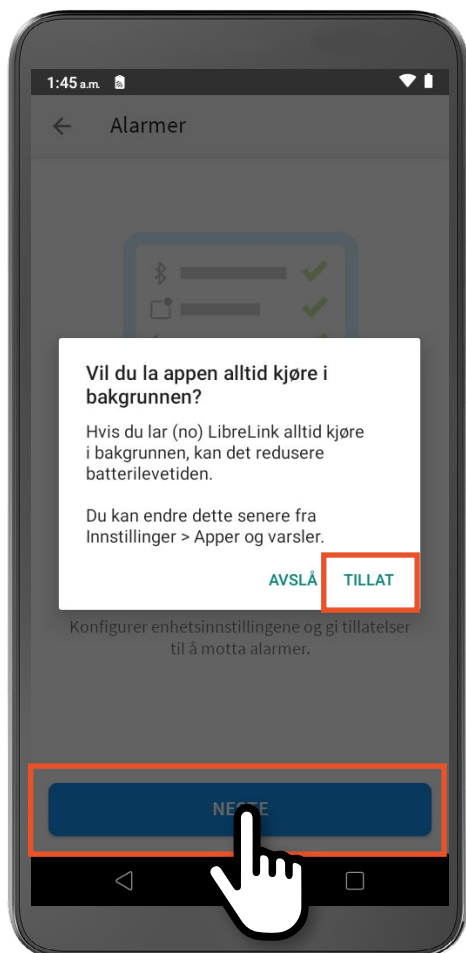 1:45 a.m.
Alarmer
Vil du la appen alltid kjøre i
bakgrunnen?
Hvis du lar (no) LibreLink alltid kjøre
i bakgrunnen, kan det redusere
batterilevetiden.
Du kan endre dette senere fra
Innstillinger > Apper og varsler.
AVSLÅ TILLAT
Konfigurer enhetsinnstillingene og gi tillatelser
til å motta alarmer.
NESTE